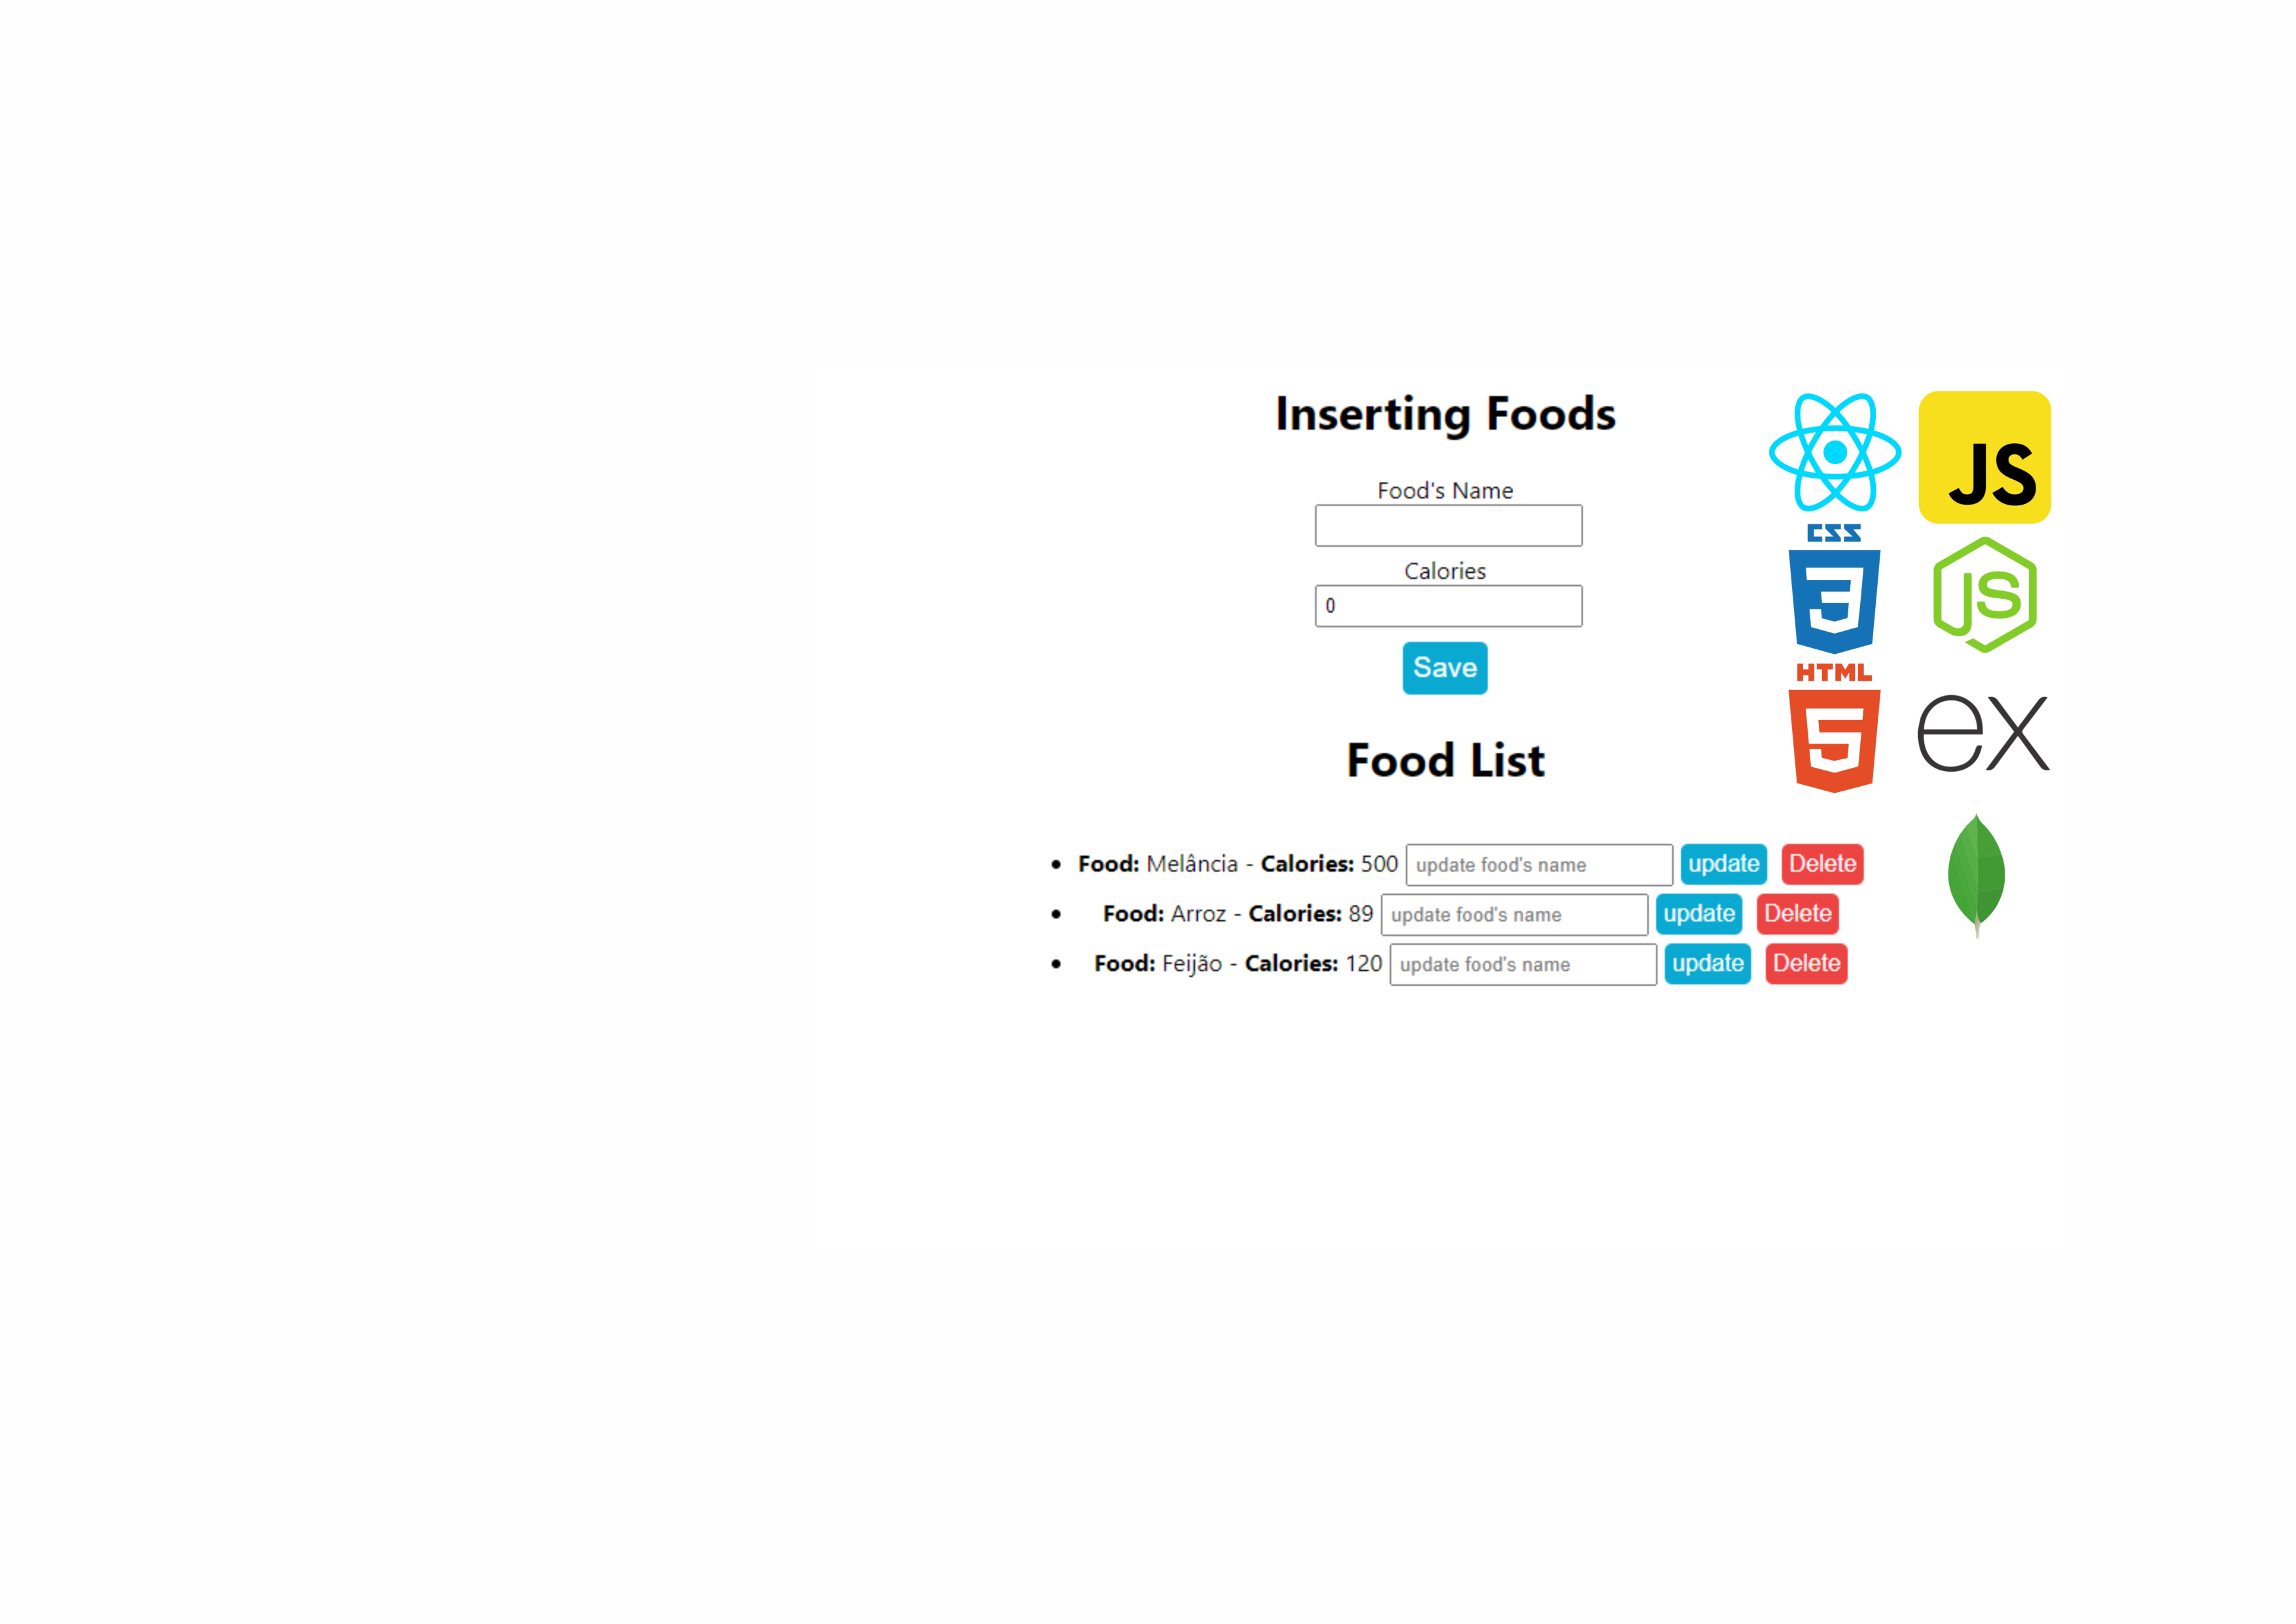 Inserting Foods
Food's Name
Calories
0
Save
Food List
Food: Melância - Calories: 500 update food's name update Delete
Food: Arroz - Calories: 89 update food's name update Delete
Food: Feijão - Calories: 120 update food's name update Delete
JS
CSS
3
JS
HTML
5
ex